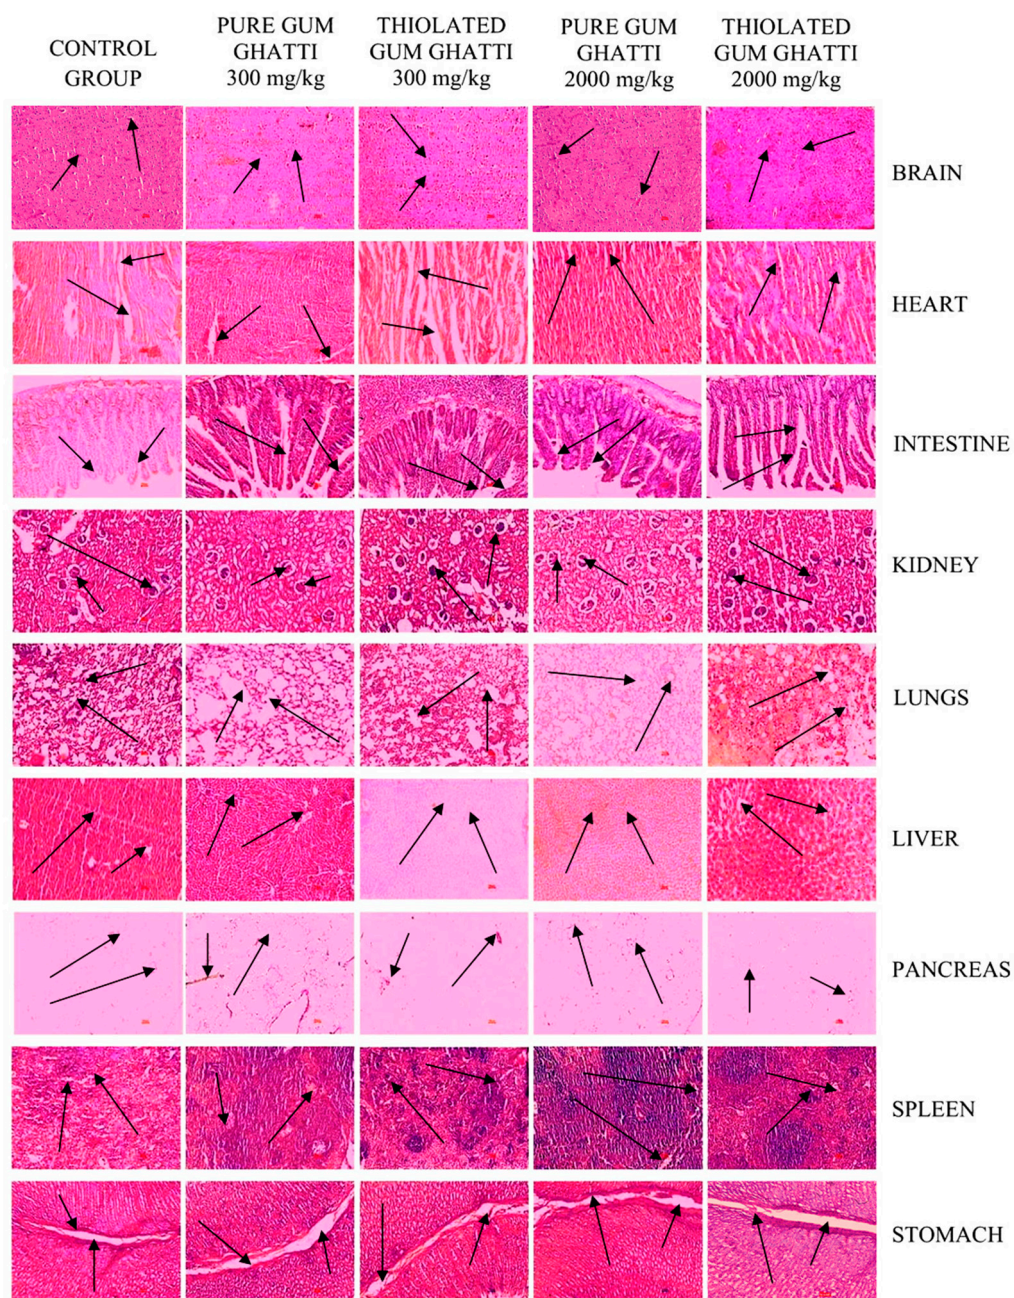 CONTROL
GROUP
PURE GUM
GHATTI
300 mg/kg
THIOLATED
GUM GHATTI
300 mg/kg
PURE GUM
GHATTI
2000 mg/kg
THIOLATED
GUM GHATTI
2000 mg/kg
BRAIN
HEART
INTESTINE
KIDNEY
LUNGS
LIVER
PANCREAS
SPLEEN
STOMACH